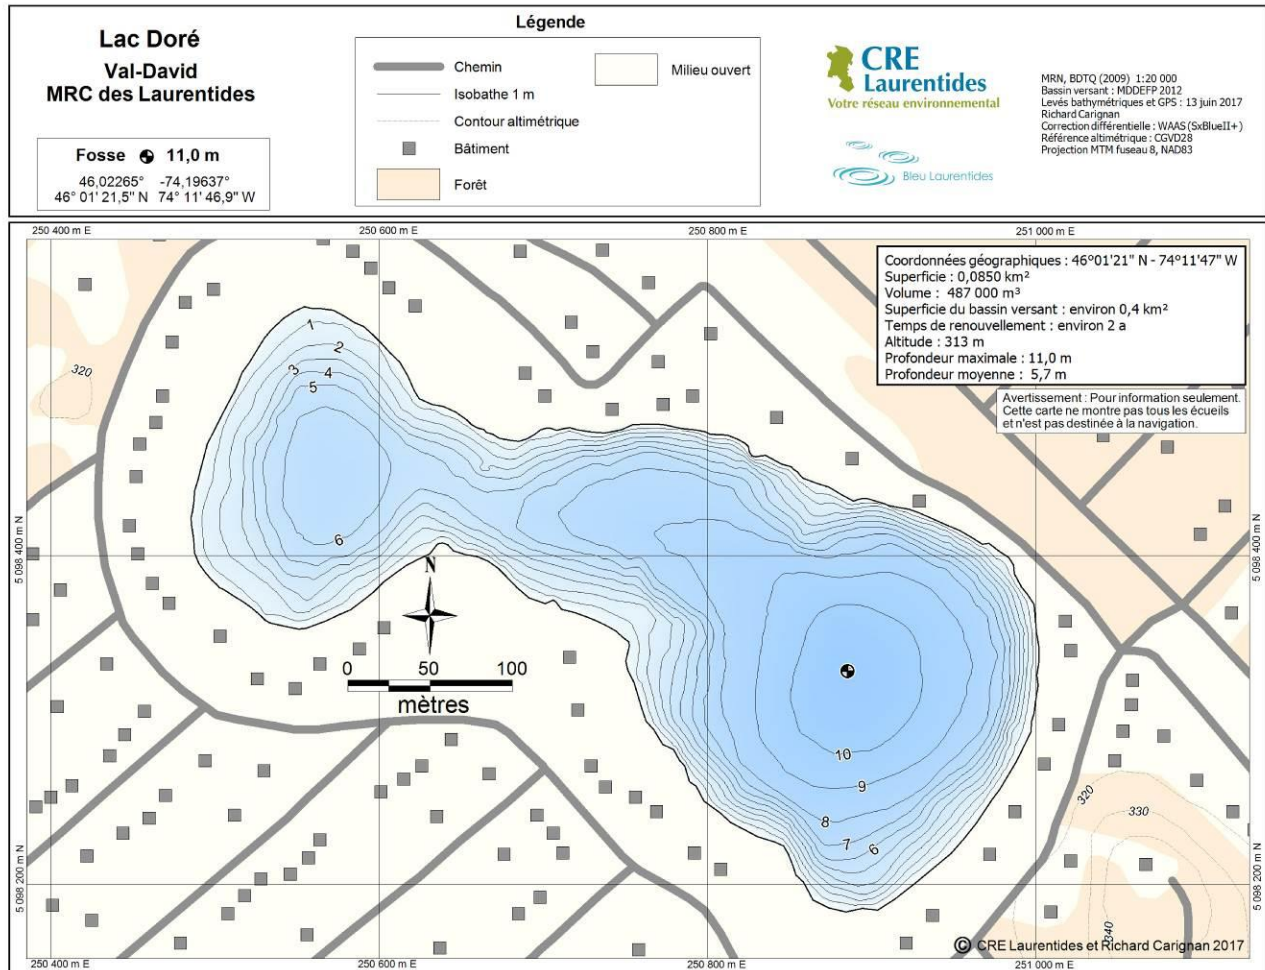 Lac Doré
Val-David
MRC des Laurentides
Fosse 11,0 m
46,02265° -74,19637°
46° 01' 21,5" N 74° 11' 46,9" W
Légende
Chemin
Isobathe 1 m
Contour altimétrique
Bâtiment
Forêt
Milieu ouvert
CRE
Laurentides
Votre réseau environnemental
Bleu Laurentides
MRN, BDTQ (2009) 1:20 000
Bassin versant : MDDEFP 2012
Levés bathymétriques et GPS : 13 juin 2017
Richard Carignan
Correction différentielle : WAAS (SxBlueII+)
Référence altimétrique : CGVD28
Projection MTM fuseau 8, NAD83
250 400 m E
250 600 m E
250 800 m E
251 000 m E
Coordonnées géographiques : 46°01'21" N - 74°11'47" W
Superficie : 0,0850 km²
Volume : 487 000 m³
Superficie du bassin versant : environ 0,4 km²
Temps de renouvellement : environ 2 a
Altitude : 313 m
Profondeur maximale : 11,0 m
Profondeur moyenne : 5,7 m
Avertissement : Pour information seulement.
Cette carte ne montre pas tous les écueils
et n'est pas destinée à la navigation.
320
1
2
3
4
5
6
5 098 400 m N
5 098 400 m N
N
0 50 100
mètres
10
9
8
7
6
320
330
340
5 098 200 m N
5 098 200 m N
© CRE Laurentides et Richard Carignan 2017
250 400 m E
250 600 m E
250 800 m E
251 000 m E